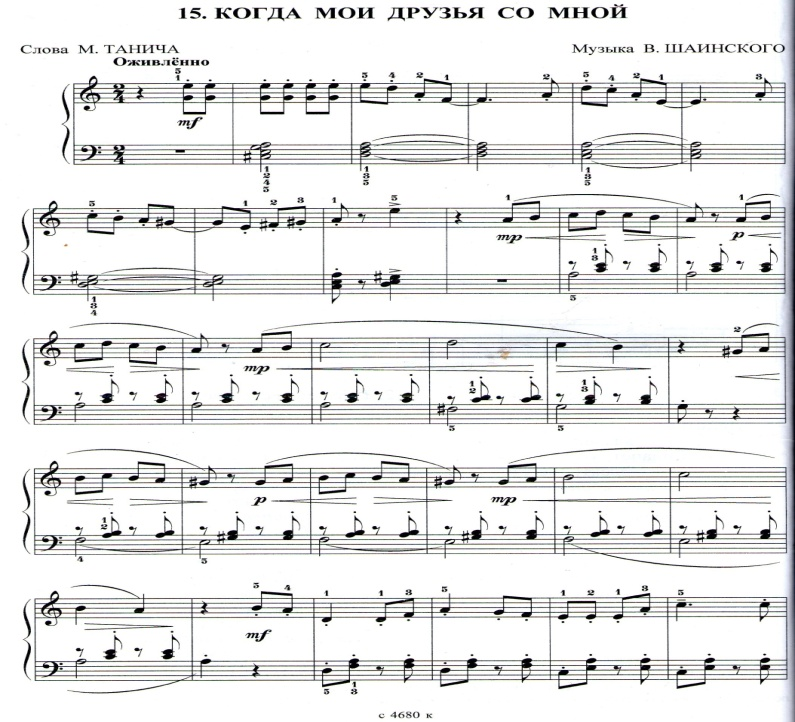 15. КОГДА МОИ ДРУЗЬЯ СО МНОЙ
Слова М. ТАНИЧА
Музыка В. ШАИНСКОГО
Оживлённо
mf
mp
p
mp
p
mp
mf
с 4680 к